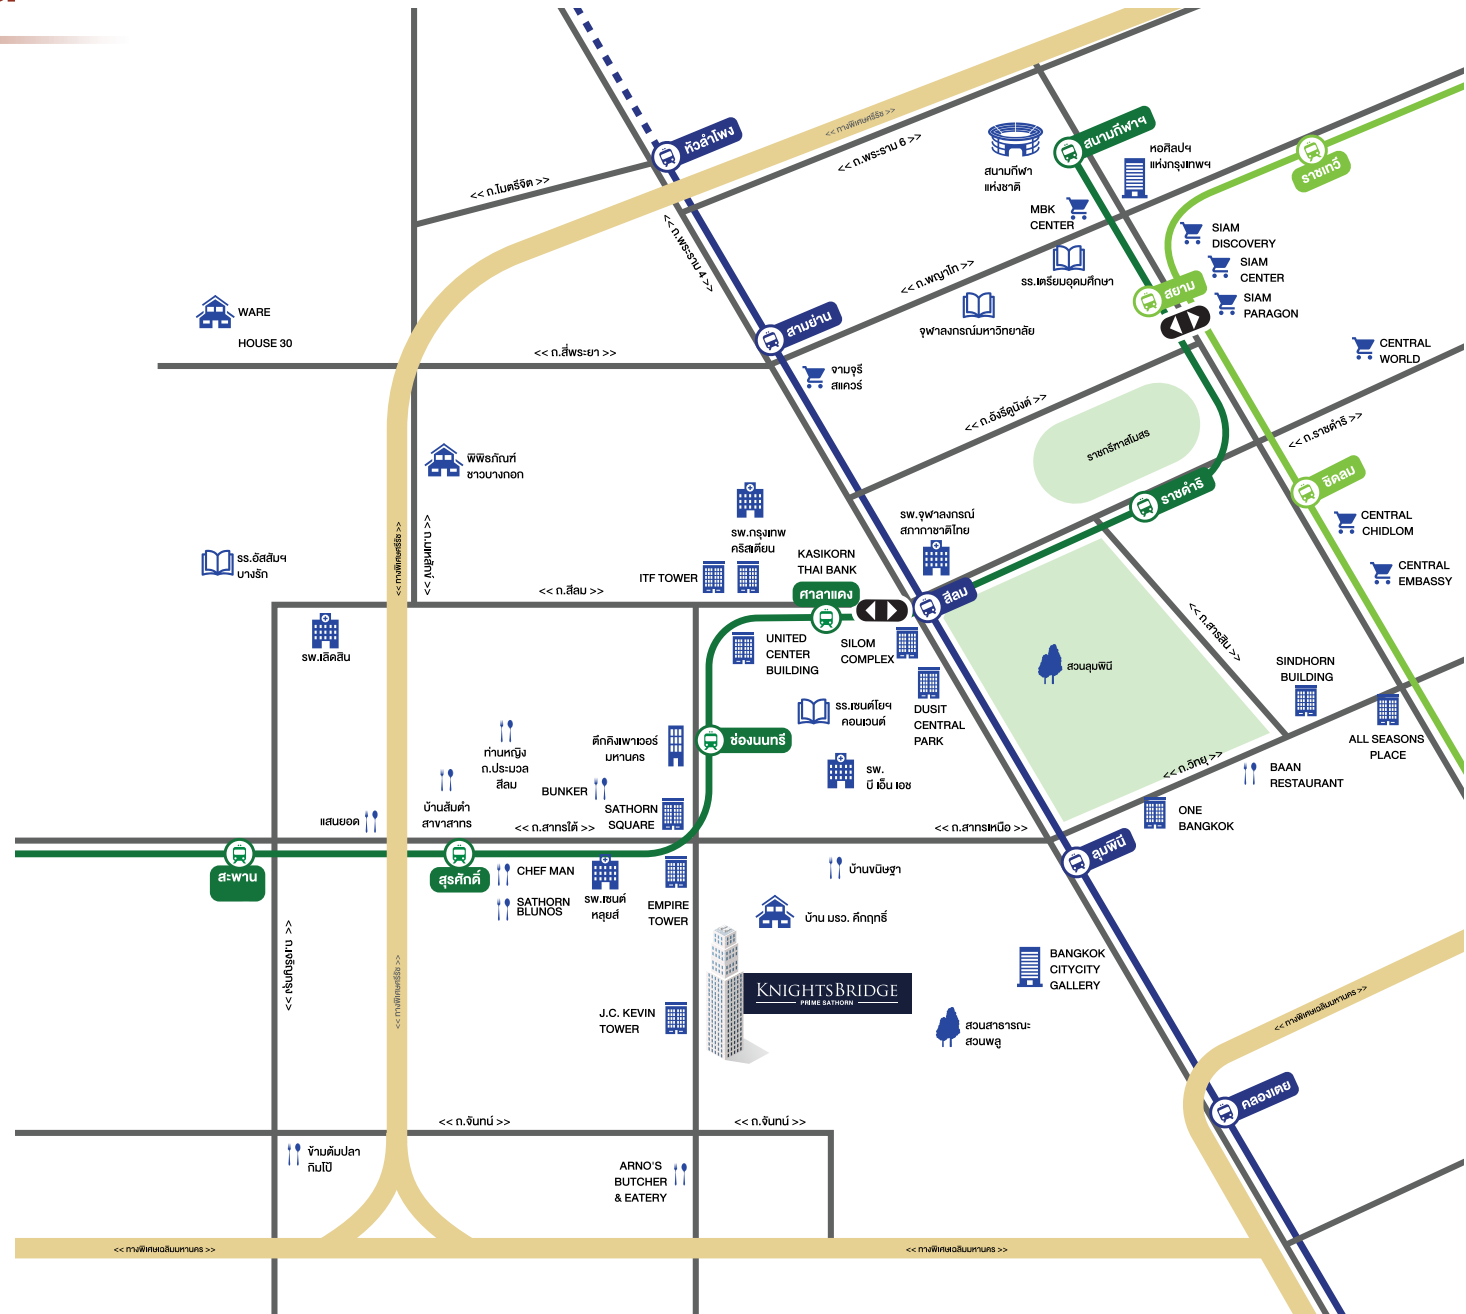 หัวลำโพง
<< ทางพิเศษศรีรัช >>
<< ถ.พระราม 6 >>
<< ถ.ไมตรีจิต >>
<< ถ.พระราม 4 >>
สนามกีฬา
แห่งชาติ
สนามกีฬาฯ
หอศิลปฯ
แห่งกรุงเทพฯ
ราชเทวี
MBK
CENTER
SIAM
DISCOVERY
SIAM
CENTER
SIAM
PARAGON
รร.เตรียมอุดมศึกษา
<< ถ.พญาไท >>
สยาม
จุฬาลงกรณ์มหาวิทยาลัย
WARE
HOUSE 30
สามย่าน
<< ถ.สี่พระยา >>
จามจุรี
สแควร์
CENTRAL
WORLD
<< ถ.อังรีดูนังต์ >>
ราชกรีฑาสโมสร
<< ถ.ราชดำริ >>
พิพิธภัณฑ์
ชาวบางกอก
ชิดลม
ราชดำริ
CENTRAL
CHIDLOM
CENTRAL
EMBASSY
รพ.กรุงเทพ
คริสเตียน
รพ.จุฬาลงกรณ์
สภากาชาติไทย
<< ทางพิเศษศรีรัช >>
<< ถ.มเหสักข์ >>
รร.อัสสัมฯ
บางรัก
ITF TOWER
KASIKORN
THAI BANK
ศาลาแดง
<< ถ.สีลม >>
สีลม
<< ถ.สารสิน >>
รพ.เลิดสิน
UNITED
CENTER
BUILDING
SILOM
COMPLEX
สวนลุมพินี
SINDHORN
BUILDING
DUSIT
CENTRAL
PARK
รร.เซนต์โยฯ
คอนเวนต์
ALL SEASONS
PLACE
ช่องนนทรี
ตึกคิงเพาเวอร์
มหานคร
ท่านหญิง
ถ.ประมวล
สีลม
รพ.
บี เอ็น เอช
<< ถ.วิทยุ >>
BAAN
RESTAURANT
BUNKER
บ้านส้มตำ
สาขาสาทร
SATHORN
SQUARE
ONE
BANGKOK
แสนยอด
<< ถ.สาทรใต้ >>
<< ถ.สาทรเหนือ >>
ลุมพินี
สะพาน
สุรศักดิ์
CHEF MAN
SATHORN
BLUNOS
รพ.เซนต์
หลุยส์
EMPIRE
TOWER
บ้านขนิษฐา
บ้าน มรว. คึกฤทธิ์
<< ถ.เจริญกรุง >>
<< ทางพิเศษศรีรัช >>
BANGKOK
CITYCITY
GALLERY
KNIGHTSBRIDGE
PRIME SATHORN
J.C. KEVIN
TOWER
สวนสาธารณะ
สวนพลู
<< ทางพิเศษเฉลิมมหานคร >>
คลองเตย
<< ถ.จันทน์ >>
<< ถ.จันทน์ >>
ข้าวต้มปลา
กิมโป้
ARNO'S
BUTCHER
& EATERY
<< ทางพิเศษเฉลิมมหานคร >>
<< ทางพิเศษเฉลิมมหานคร >>